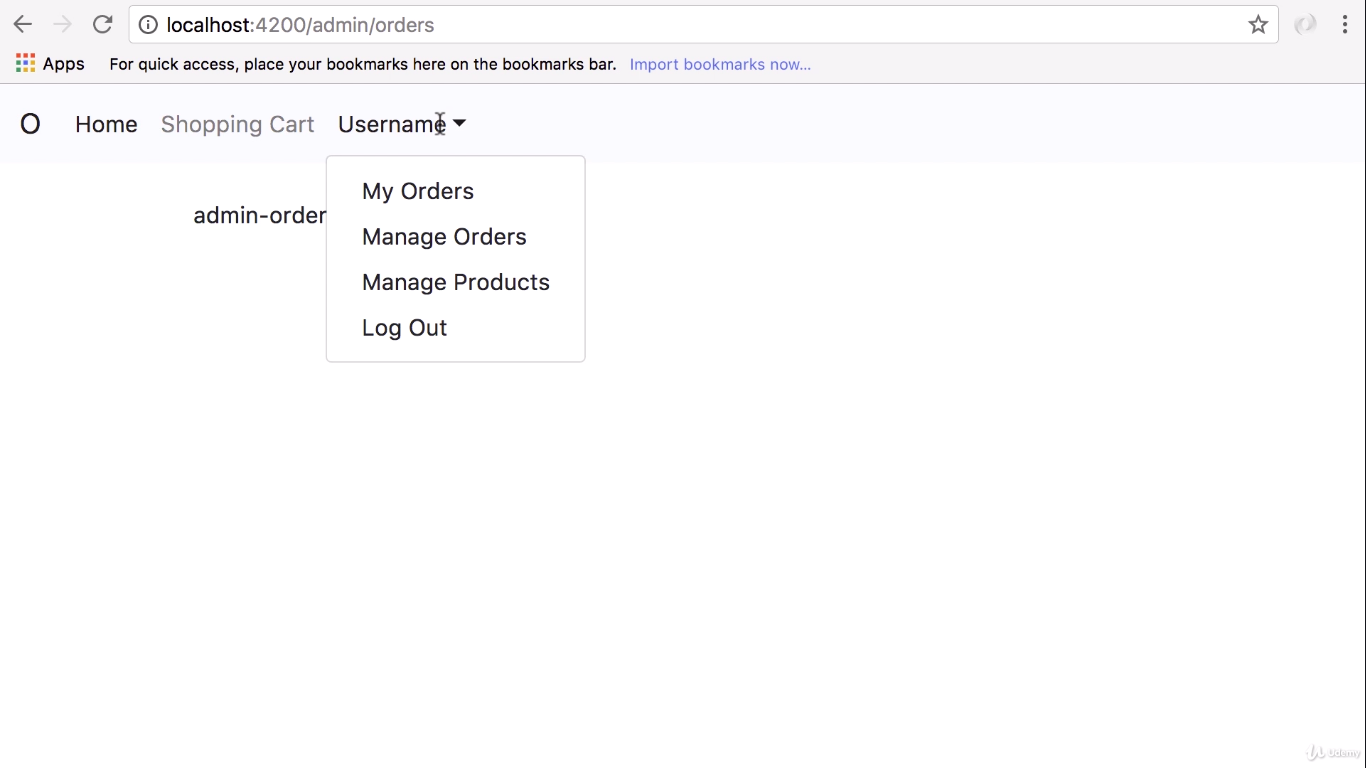 localhost:4200/admin/orders
Apps For quick access, place your bookmarks here on the bookmarks bar. Import bookmarks now...
O Home Shopping Cart Username
My Orders
admin-order
Manage Orders
Manage Products
Log Out
Udemy